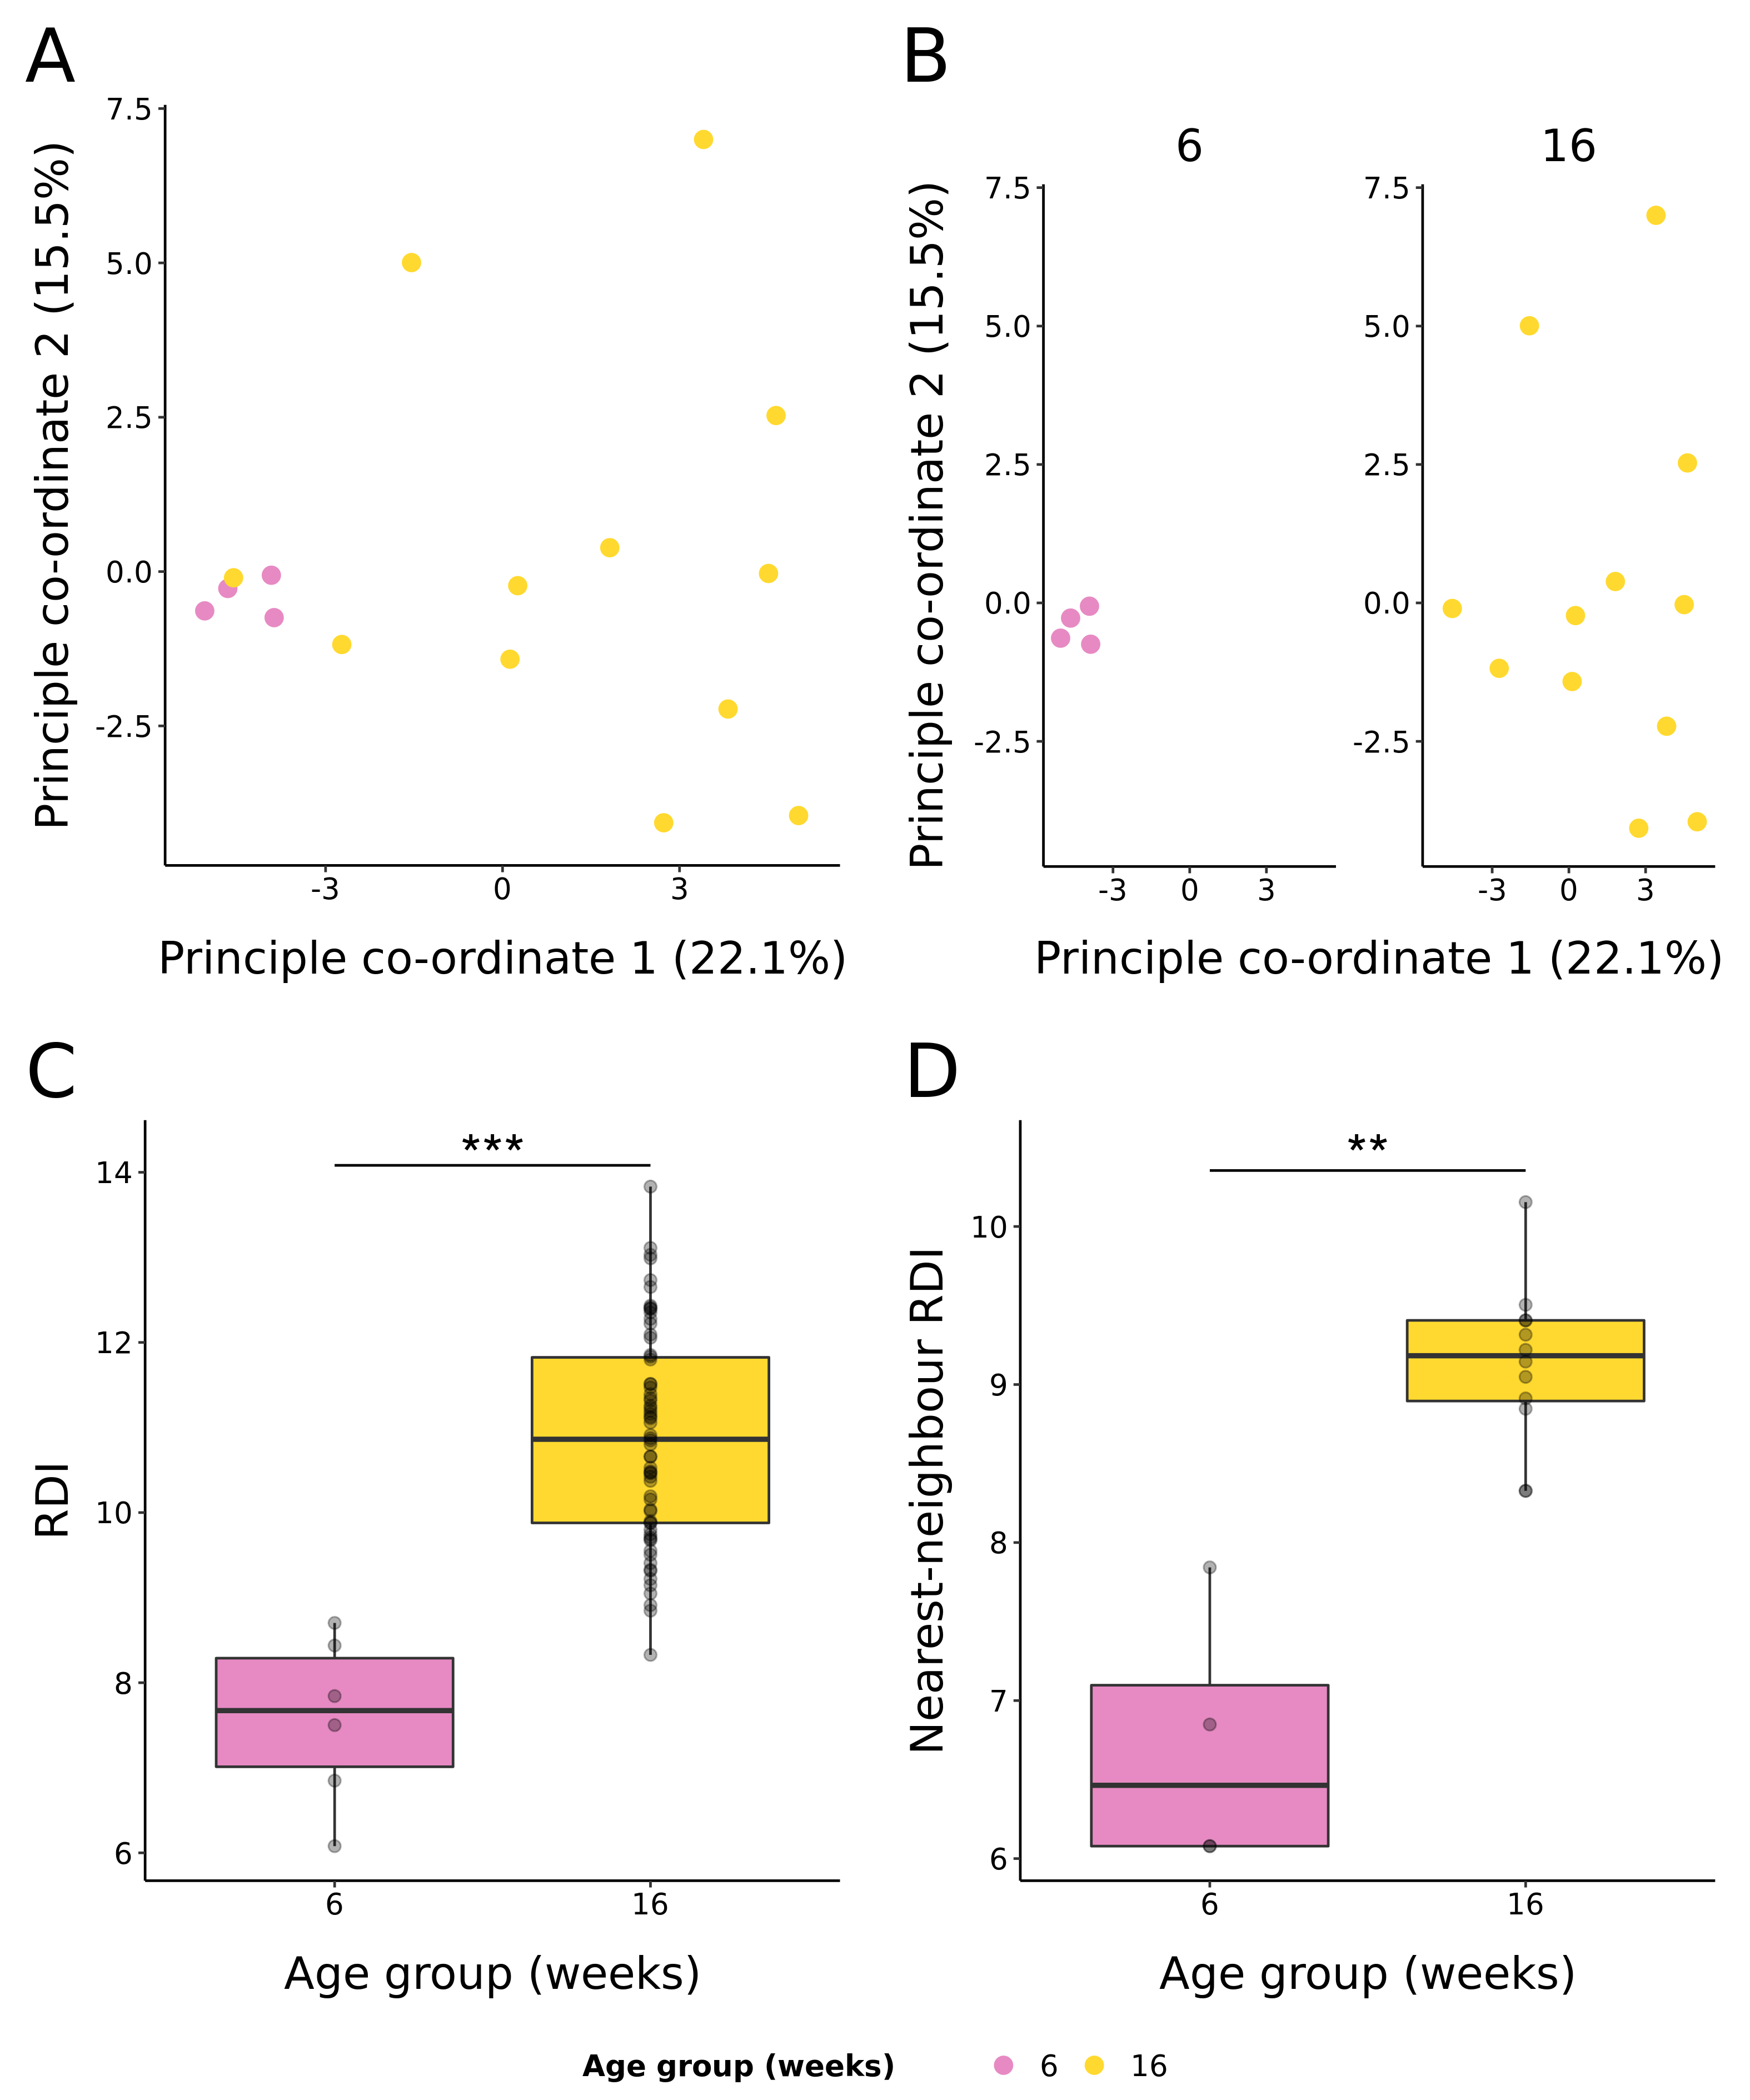 A
7.5
5.0
2.5
0.0
-2.5
Principle co-ordinate 2 (15.5%)
-3 0 3
Principle co-ordinate 1 (22.1%)
B
6 16
7.5
5.0
2.5
0.0
-2.5
7.5
5.0
2.5
0.0
-2.5
Principle co-ordinate 2 (15.5%)
-3 0 3 -3 0 3
Principle co-ordinate 1 (22.1%)
C
***
14
12
10
8
6
RDI
6 16
Age group (weeks)
D
**
10
9
8
7
6
Nearest-neighbour RDI
6 16
Age group (weeks)
Age group (weeks) 6 16